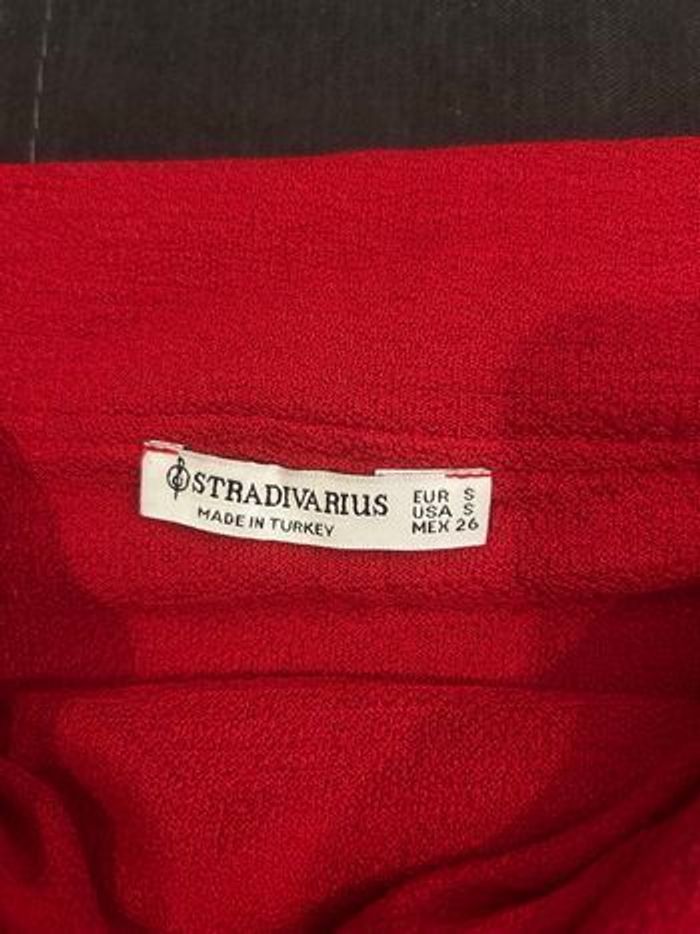 STRADIVARIUS
MADE IN TURKEY
EUR S
USA S
MEX 26